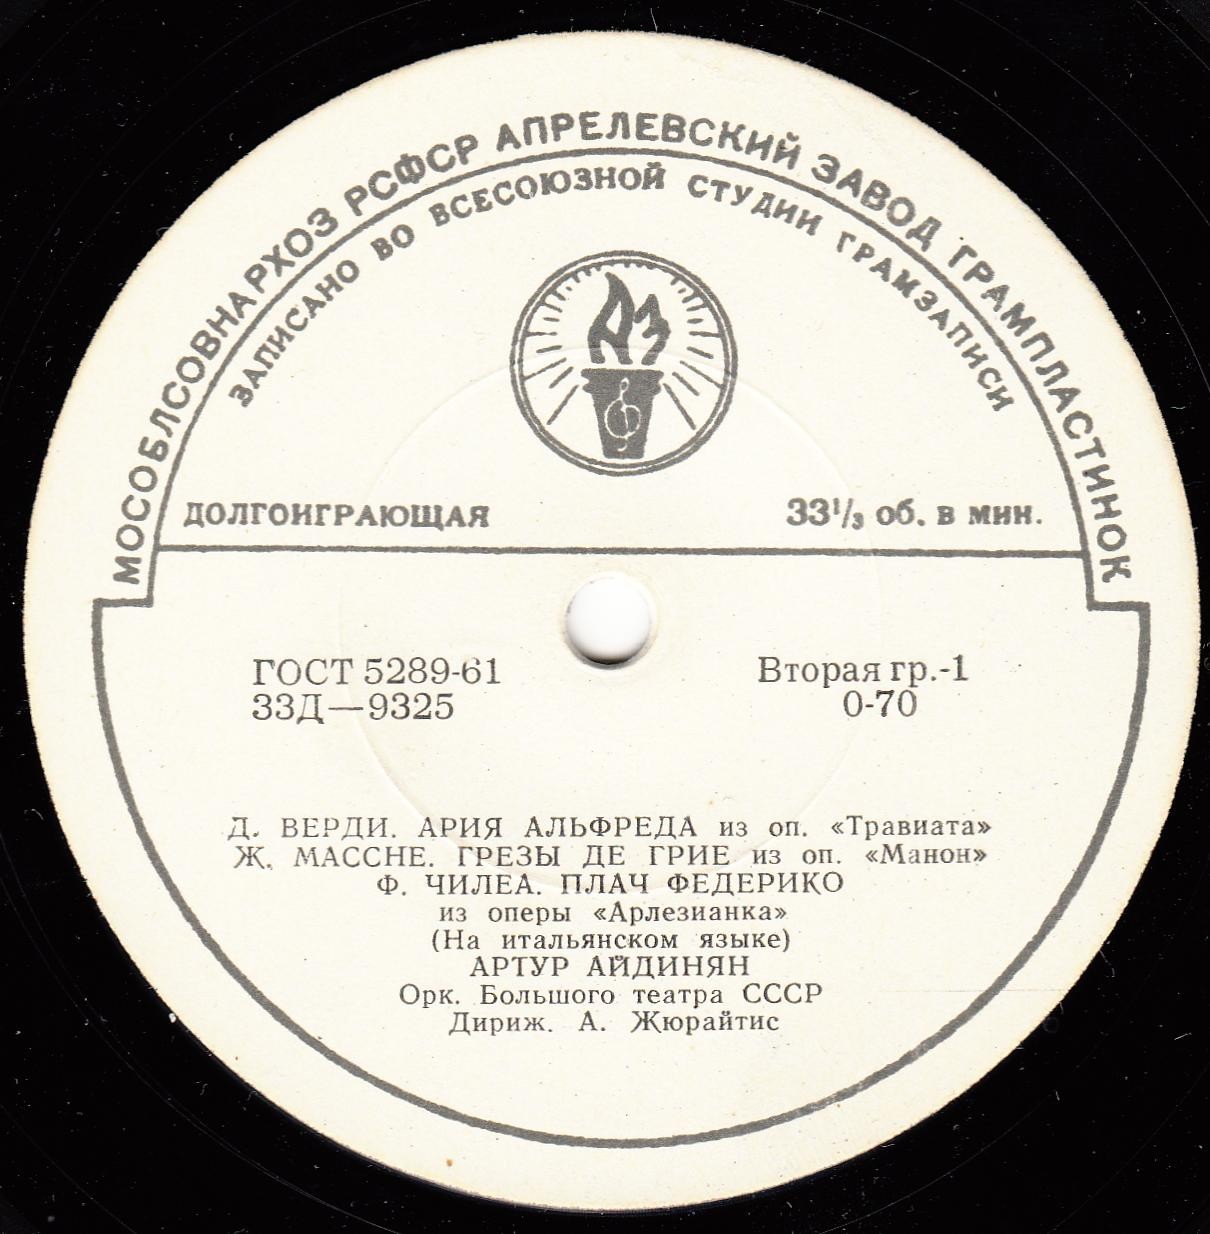 МОСОБЛСОВНАРХОЗ РСФСР АПРЕЛЕВСКИЙ ЗАВОД ГРАМПЛАСТИНОК
ЗАПИСАНО ВО ВСЕСОЮЗНОЙ СТУДИИ ГРАМЗАПИСИ
АЗ
ДОЛГОИГРАЮЩАЯ 33⅓ об. в мин.
ГОСТ 5289-61 Вторая гр.-1
33Д—9325 0-70
Д. ВЕРДИ. АРИЯ АЛЬФРЕДА из оп. «Травиата»
Ж. МАССНЕ. ГРЕЗЫ ДЕ ГРИЕ из оп. «Манон»
Ф. ЧИЛЕА. ПЛАЧ ФЕДЕРИКО
из оперы «Арлезианка»
(На итальянском языке)
АРТУР АЙДИНЯН
Орк. Большого театра СССР
Дириж. А. Жюрайтис